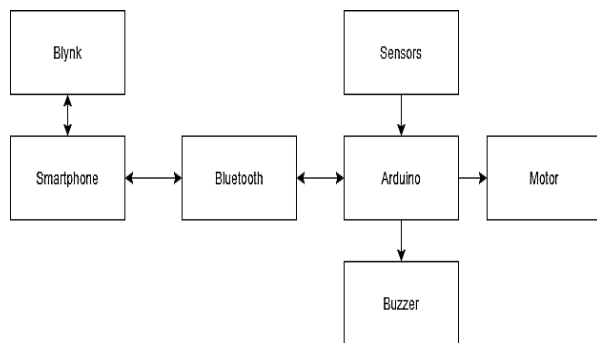 Blynk
Sensors
Smartphone
Bluetooth
Arduino
Motor
Buzzer